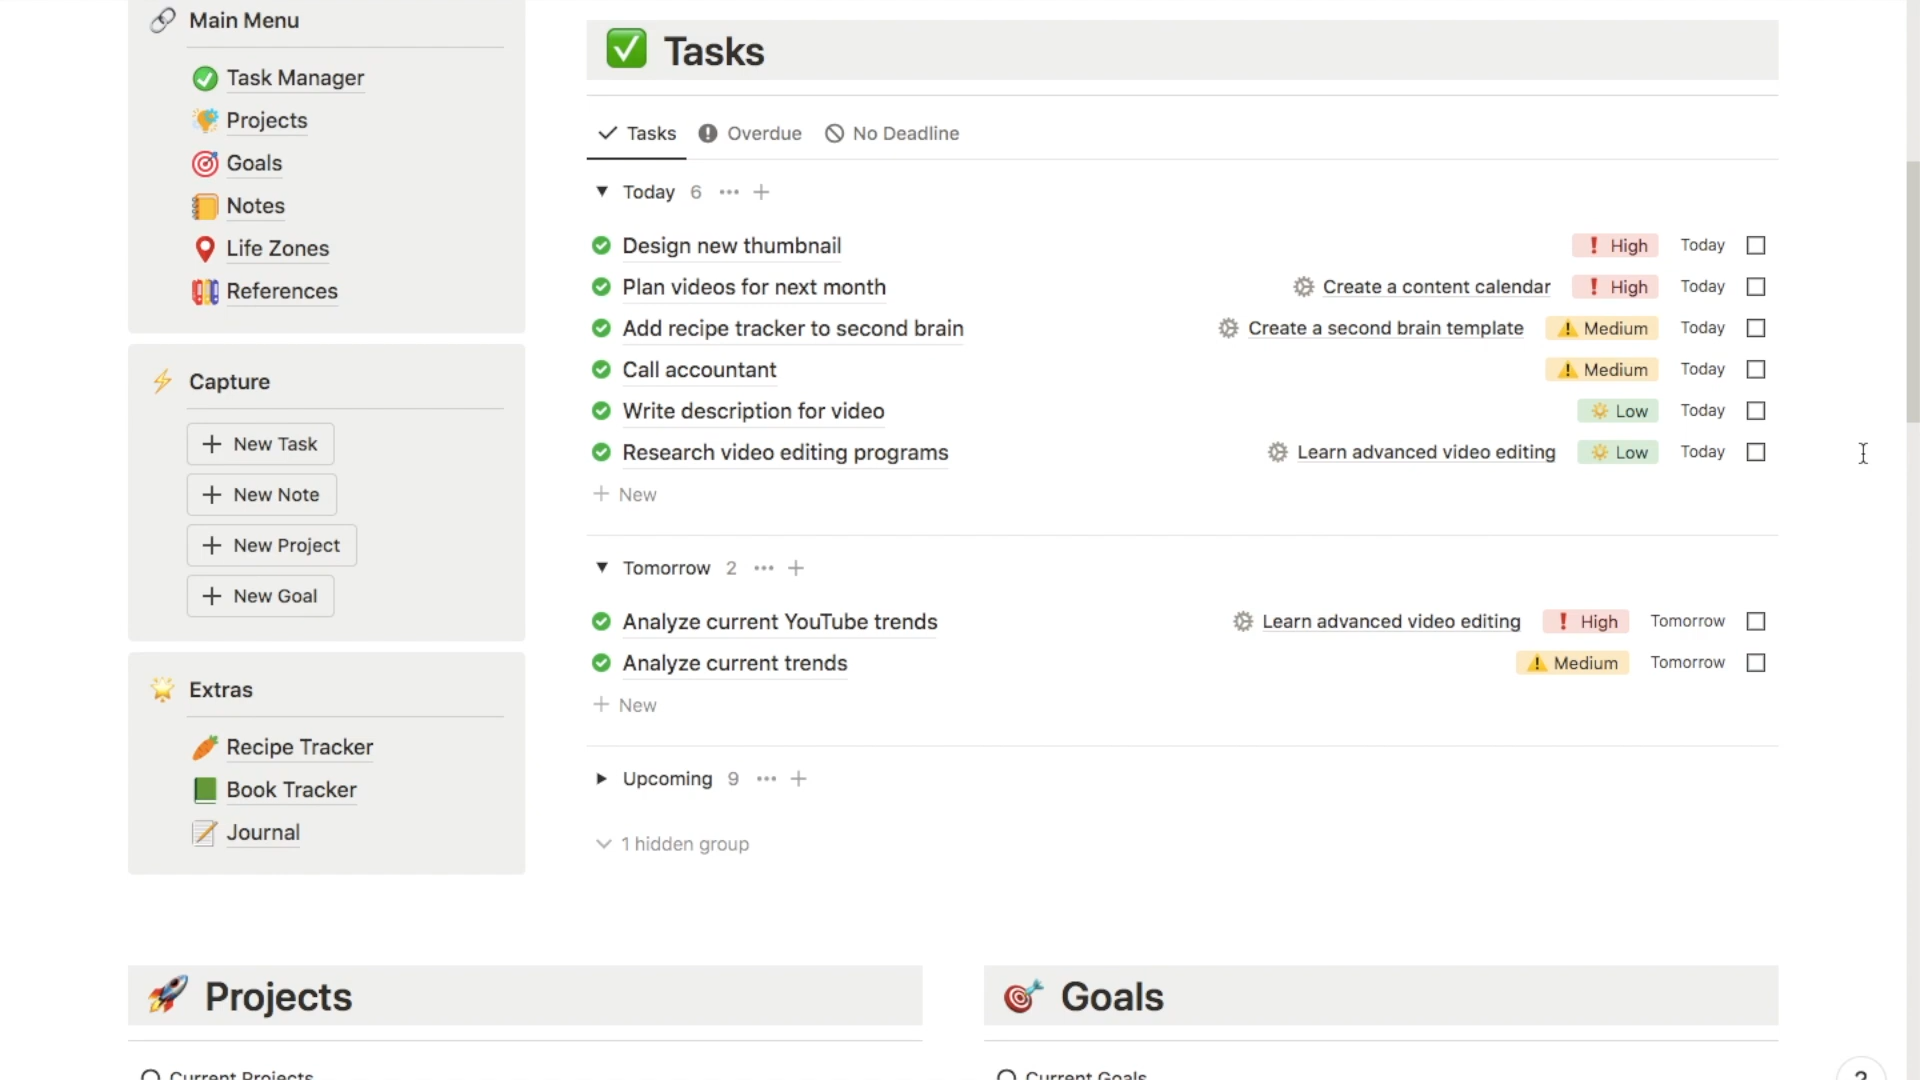 Main Menu
Task Manager
Projects
Goals
Notes
Life Zones
References
Capture
New Task
New Note
New Project
New Goal
Extras
Recipe Tracker
Book Tracker
Journal
Tasks
Tasks Overdue No Deadline
Today 6
Design new thumbnail High Today
Plan videos for next month Create a content calendar High Today
Add recipe tracker to second brain Create a second brain template Medium Today
Call accountant Medium Today
Write description for video Low Today
Research video editing programs Learn advanced video editing Low Today
New
Tomorrow 2
Analyze current YouTube trends Learn advanced video editing High Tomorrow
Analyze current trends Medium Tomorrow
New
Upcoming 9
1 hidden group
Projects
Current Projects
Goals
Current Goals
?